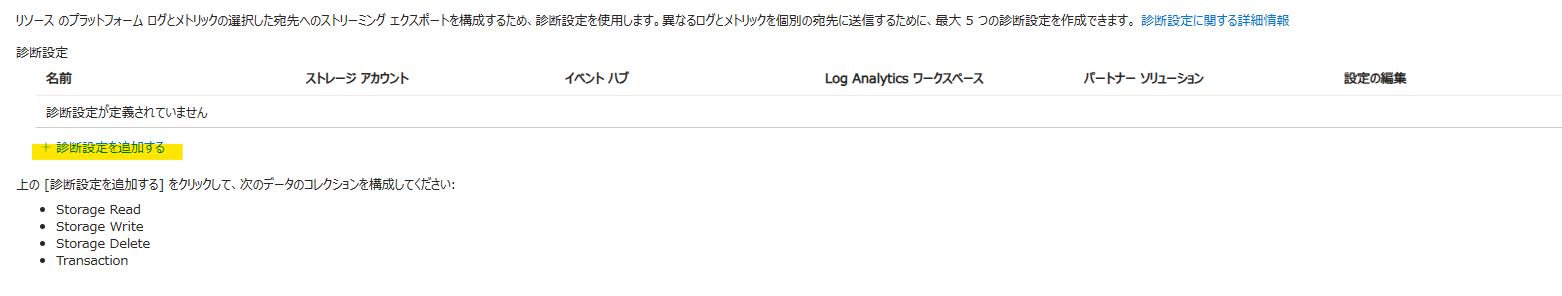 リソース のプラットフォーム ログとメトリックの選択した宛先へのストリーミング エクスポートを構成するため、診断設定を使用します。異なるログとメトリックを個別の宛先に送信するために、最大 5 つの診断設定を作成できます。 診断設定に関する詳細情報
診断設定
名前 ストレージ アカウント イベント ハブ Log Analytics ワークスペース パートナー ソリューション 設定の編集
診断設定が定義されていません
+ 診断設定を追加する
上の [診断設定を追加する] をクリックして、次のデータのコレクションを構成してください:
• Storage Read
• Storage Write
• Storage Delete
• Transaction